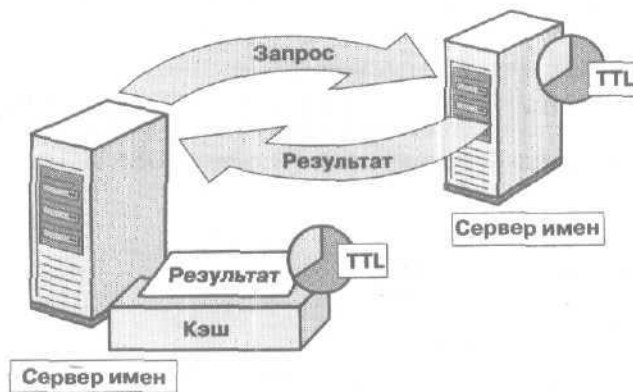 Запрос
TTL
Результат
Сервер имен
Результат
TTL
Кэш
Сервер имен